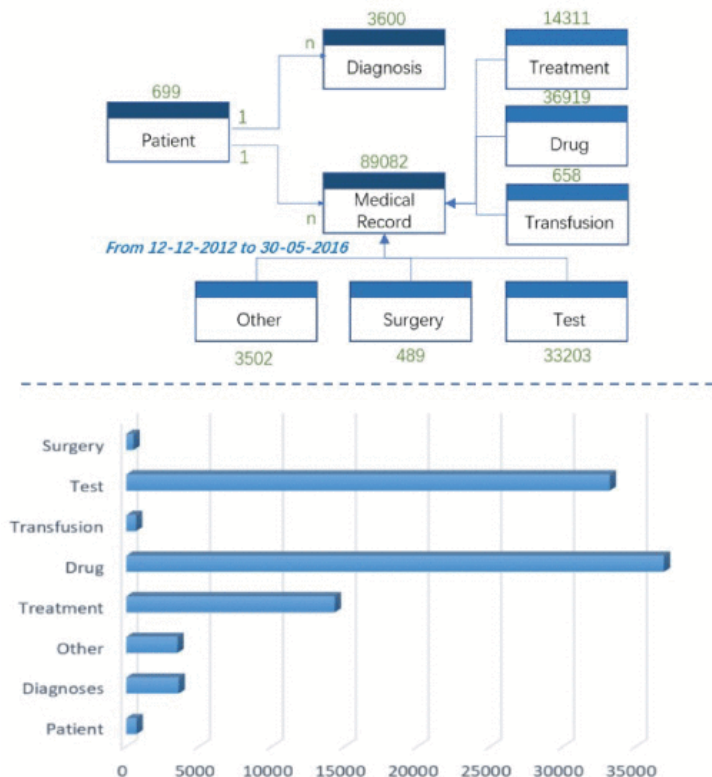 3600
14311
n
Diagnosis
Treatment
699
1
36919
Patient
Drug
1
89082
658
Medical
Record
n
Transfusion
From 12-12-2012 to 30-05-2016
Other
Surgery
Test
3502
489
33203
Surgery
Test
Transfusion
Drug
Treatment
Other
Diagnoses
Patient
0 5000 10000 15000 20000 25000 30000 35000